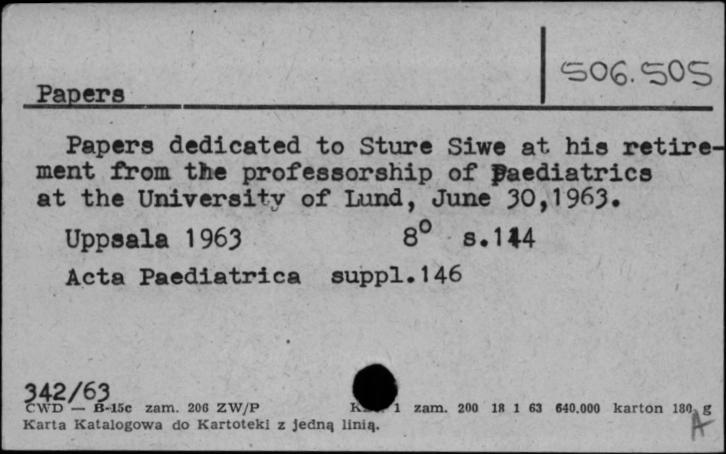 506.505
Papers
Papers dedicated to Sture Siwe at his retire-
ment from the professorship of Paediatrics
at the University of Lund, June 30,1963.
Uppsala 1963 8° s.144
Acta Paediatrica suppl.146
342/63
CWD — B-15c zam. 206 ZW/P 1 zam. 200 18 1 63 640.000 karton 180 g
Karta Katalogowa do Kartoteki z jedną linią.
A